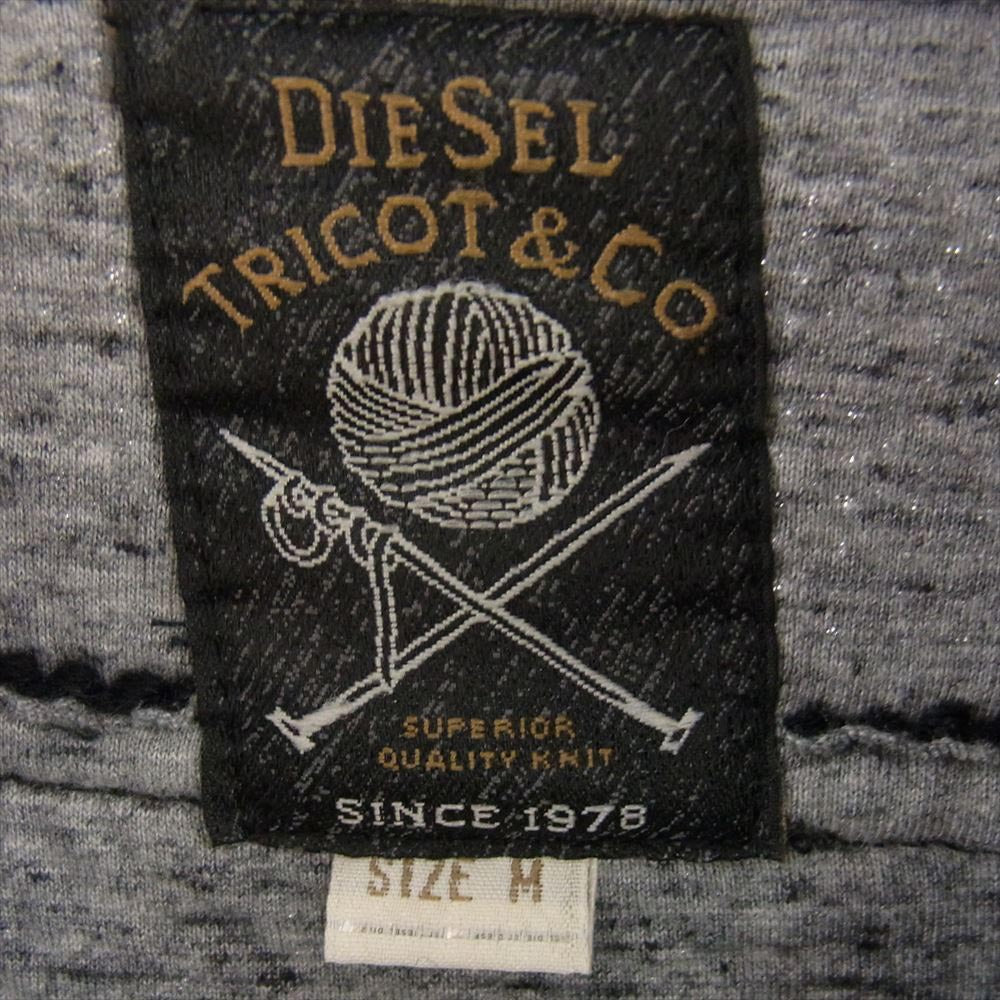 DIESEL
TRICOT & CO.
SUPERIOR
QUALITY KNIT
SINCE 1978
SIZE M